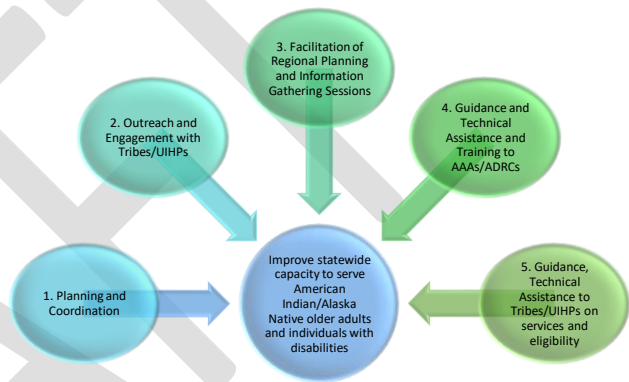 3. Facilitation of
Regional Planning
and Information
Gathering Sessions
2. Outreach and
Engagement with
Tribes/UIHPs
4. Guidance and
Technical
Assistance and
Training to
AAAs/ADRCs
1. Planning and
Coordination
Improve statewide
capacity to serve
American
Indian/Alaska
Native older adults
and individuals with
disabilities
5. Guidance,
Technical
Assistance to
Tribes/UIHPs on
services and
eligibility